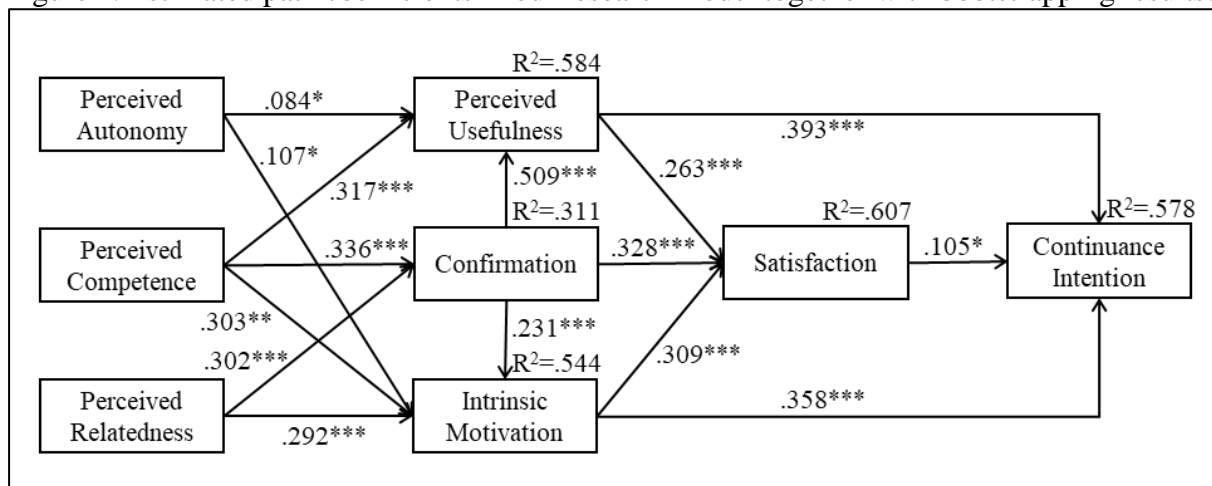 R²=.584
Perceived
Autonomy
.084*
Perceived
Usefulness
.393***
.107*
.317***
.263***
.509***
R²=.311
R²=.607
R²=.578
Perceived
Competence
.336***
Confirmation
.328***
Satisfaction
.105*
Continuance
Intention
.303**
.302***
.231***
R²=.544
.309***
Perceived
Relatedness
.292***
Intrinsic
Motivation
.358***